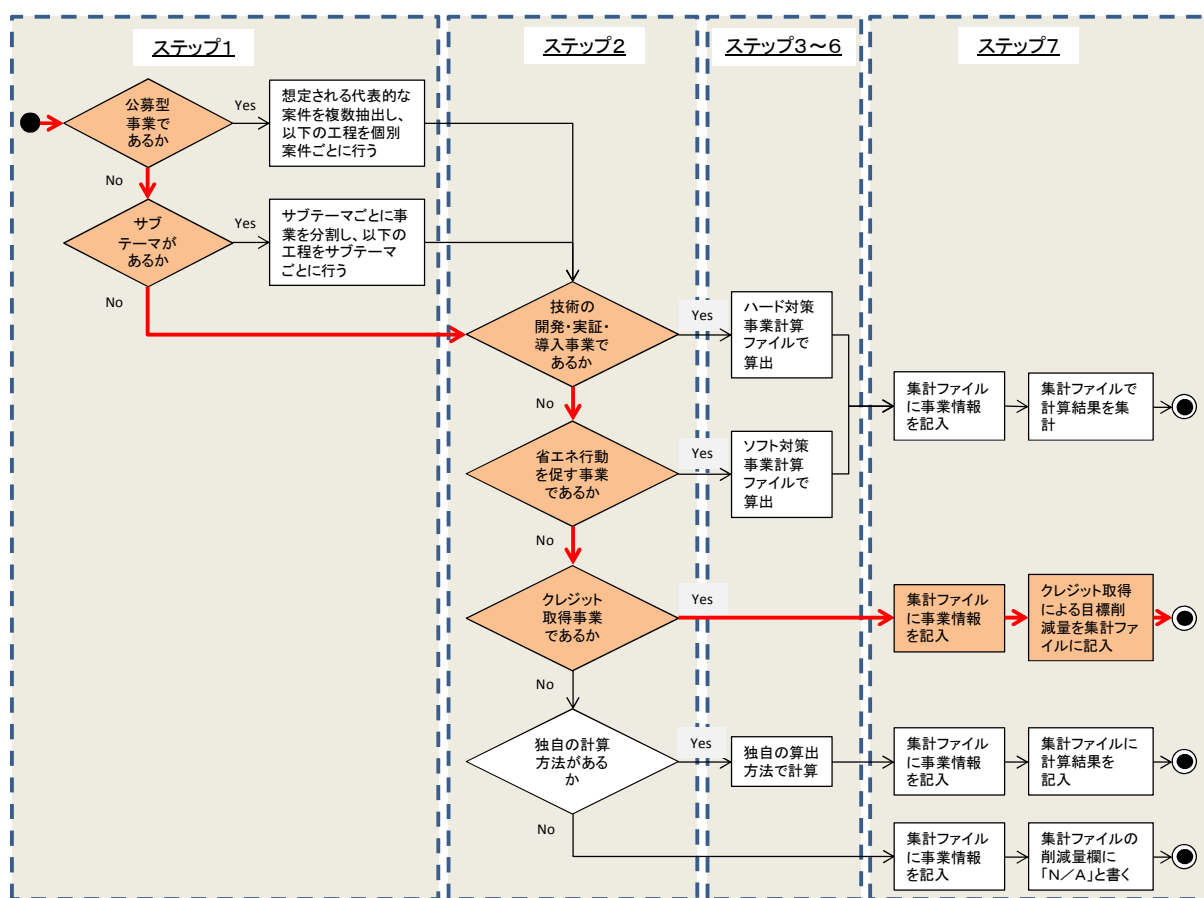 ステップ1
ステップ2
ステップ3～6
ステップ7
公募型
事業で
あるか
Yes
想定される代表的な
案件を複数抽出し、
以下の工程を個別
案件ごとに行う
No
サブ
テーマが
あるか
Yes
サブテーマごとに事
業を分割し、以下の
工程をサブテーマ
ごとに行う
No
技術の
開発・実証・
導入事業で
あるか
Yes
ハード対策
事業計算
ファイルで
算出
No
集計ファイル
に事業情報
を記入
集計ファイルで
計算結果を集
計
省エネ行動
を促す事業
であるか
Yes
ソフト対策
事業計算
ファイルで
算出
No
クレジット
取得事業
であるか
Yes
集計ファイル
に事業情報
を記入
クレジット取得
による目標削
減量を集計ファ
イルに記入
No
独自の計算
方法がある
か
Yes
独自の算出
方法で計算
集計ファイル
に事業情報
を記入
集計ファイルに
計算結果を
記入
No
集計ファイル
に事業情報
を記入
集計ファイルの
削減量欄に
「N／A」と書く